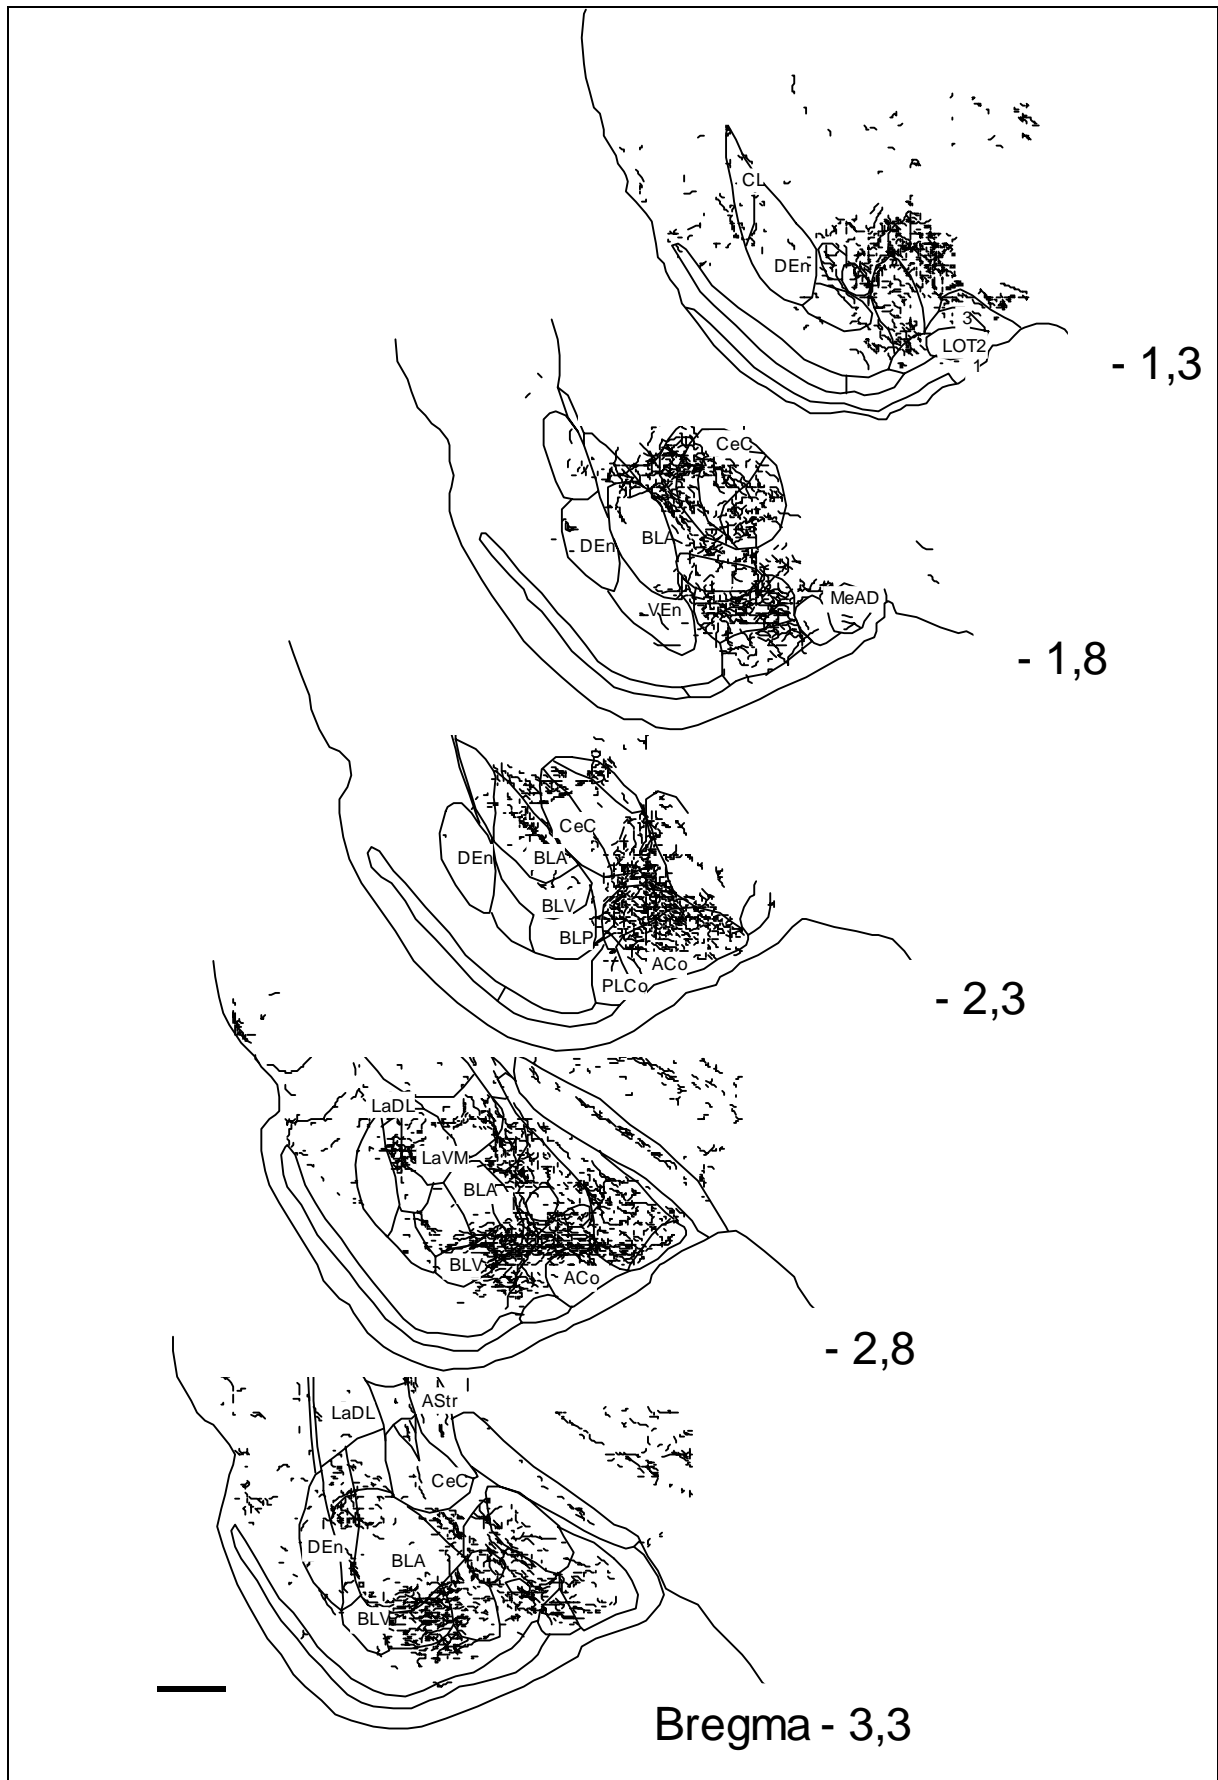 CL
DEn
3
LOT2
1
- 1,3
CeC
DEn
BLA
VEn
MeAD
- 1,8
CeC
DEn
BLA
BLV
BLP
ACo
PLCo
- 2,3
LaDL
LaVM
BLA
BLV
ACo
- 2,8
LaDL
AStr
CeC
DEn
BLA
BLV
Bregma - 3,3